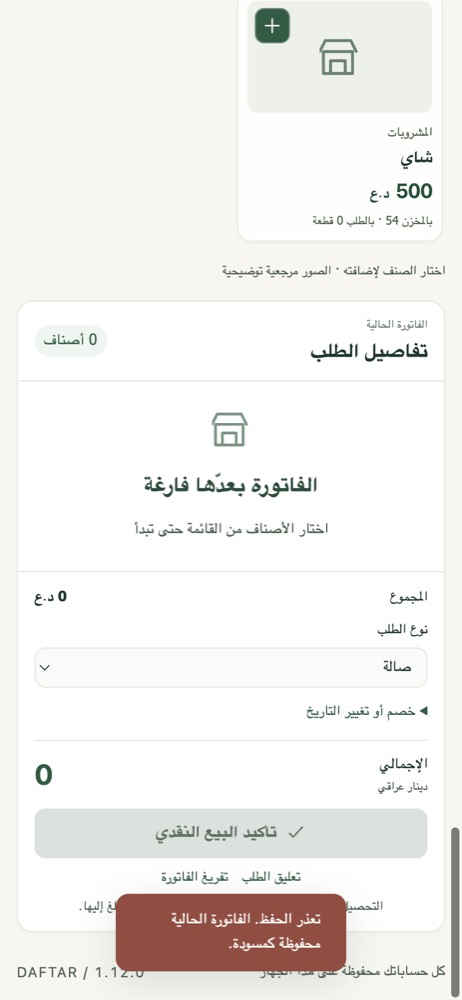 المشروبات
شاي
500 د.ع
بالمخزن 54 · بالطلب 0 قطعة
اختار الصنف لإضافته · الصور مرجعية توضيحية
الفاتورة الحالية
تفاصيل الطلب
0 أصناف
الفاتورة بعدّها فارغة
اختار الأصناف من القائمة حتى تبدأ
المجموع
0 د.ع
نوع الطلب
صالة
خصم أو تغيير التاريخ
الإجمالي
دينار عراقي
0
تأكيد البيع النقدي
تعليق الطلب
تفريغ الفاتورة
إليها.
تعذر الحفظ. الفاتورة الحالية
محفوظة كمسودة.
كل حساباتك محفوظة على هذا الجهاز
DAFTAR / 1.12.0